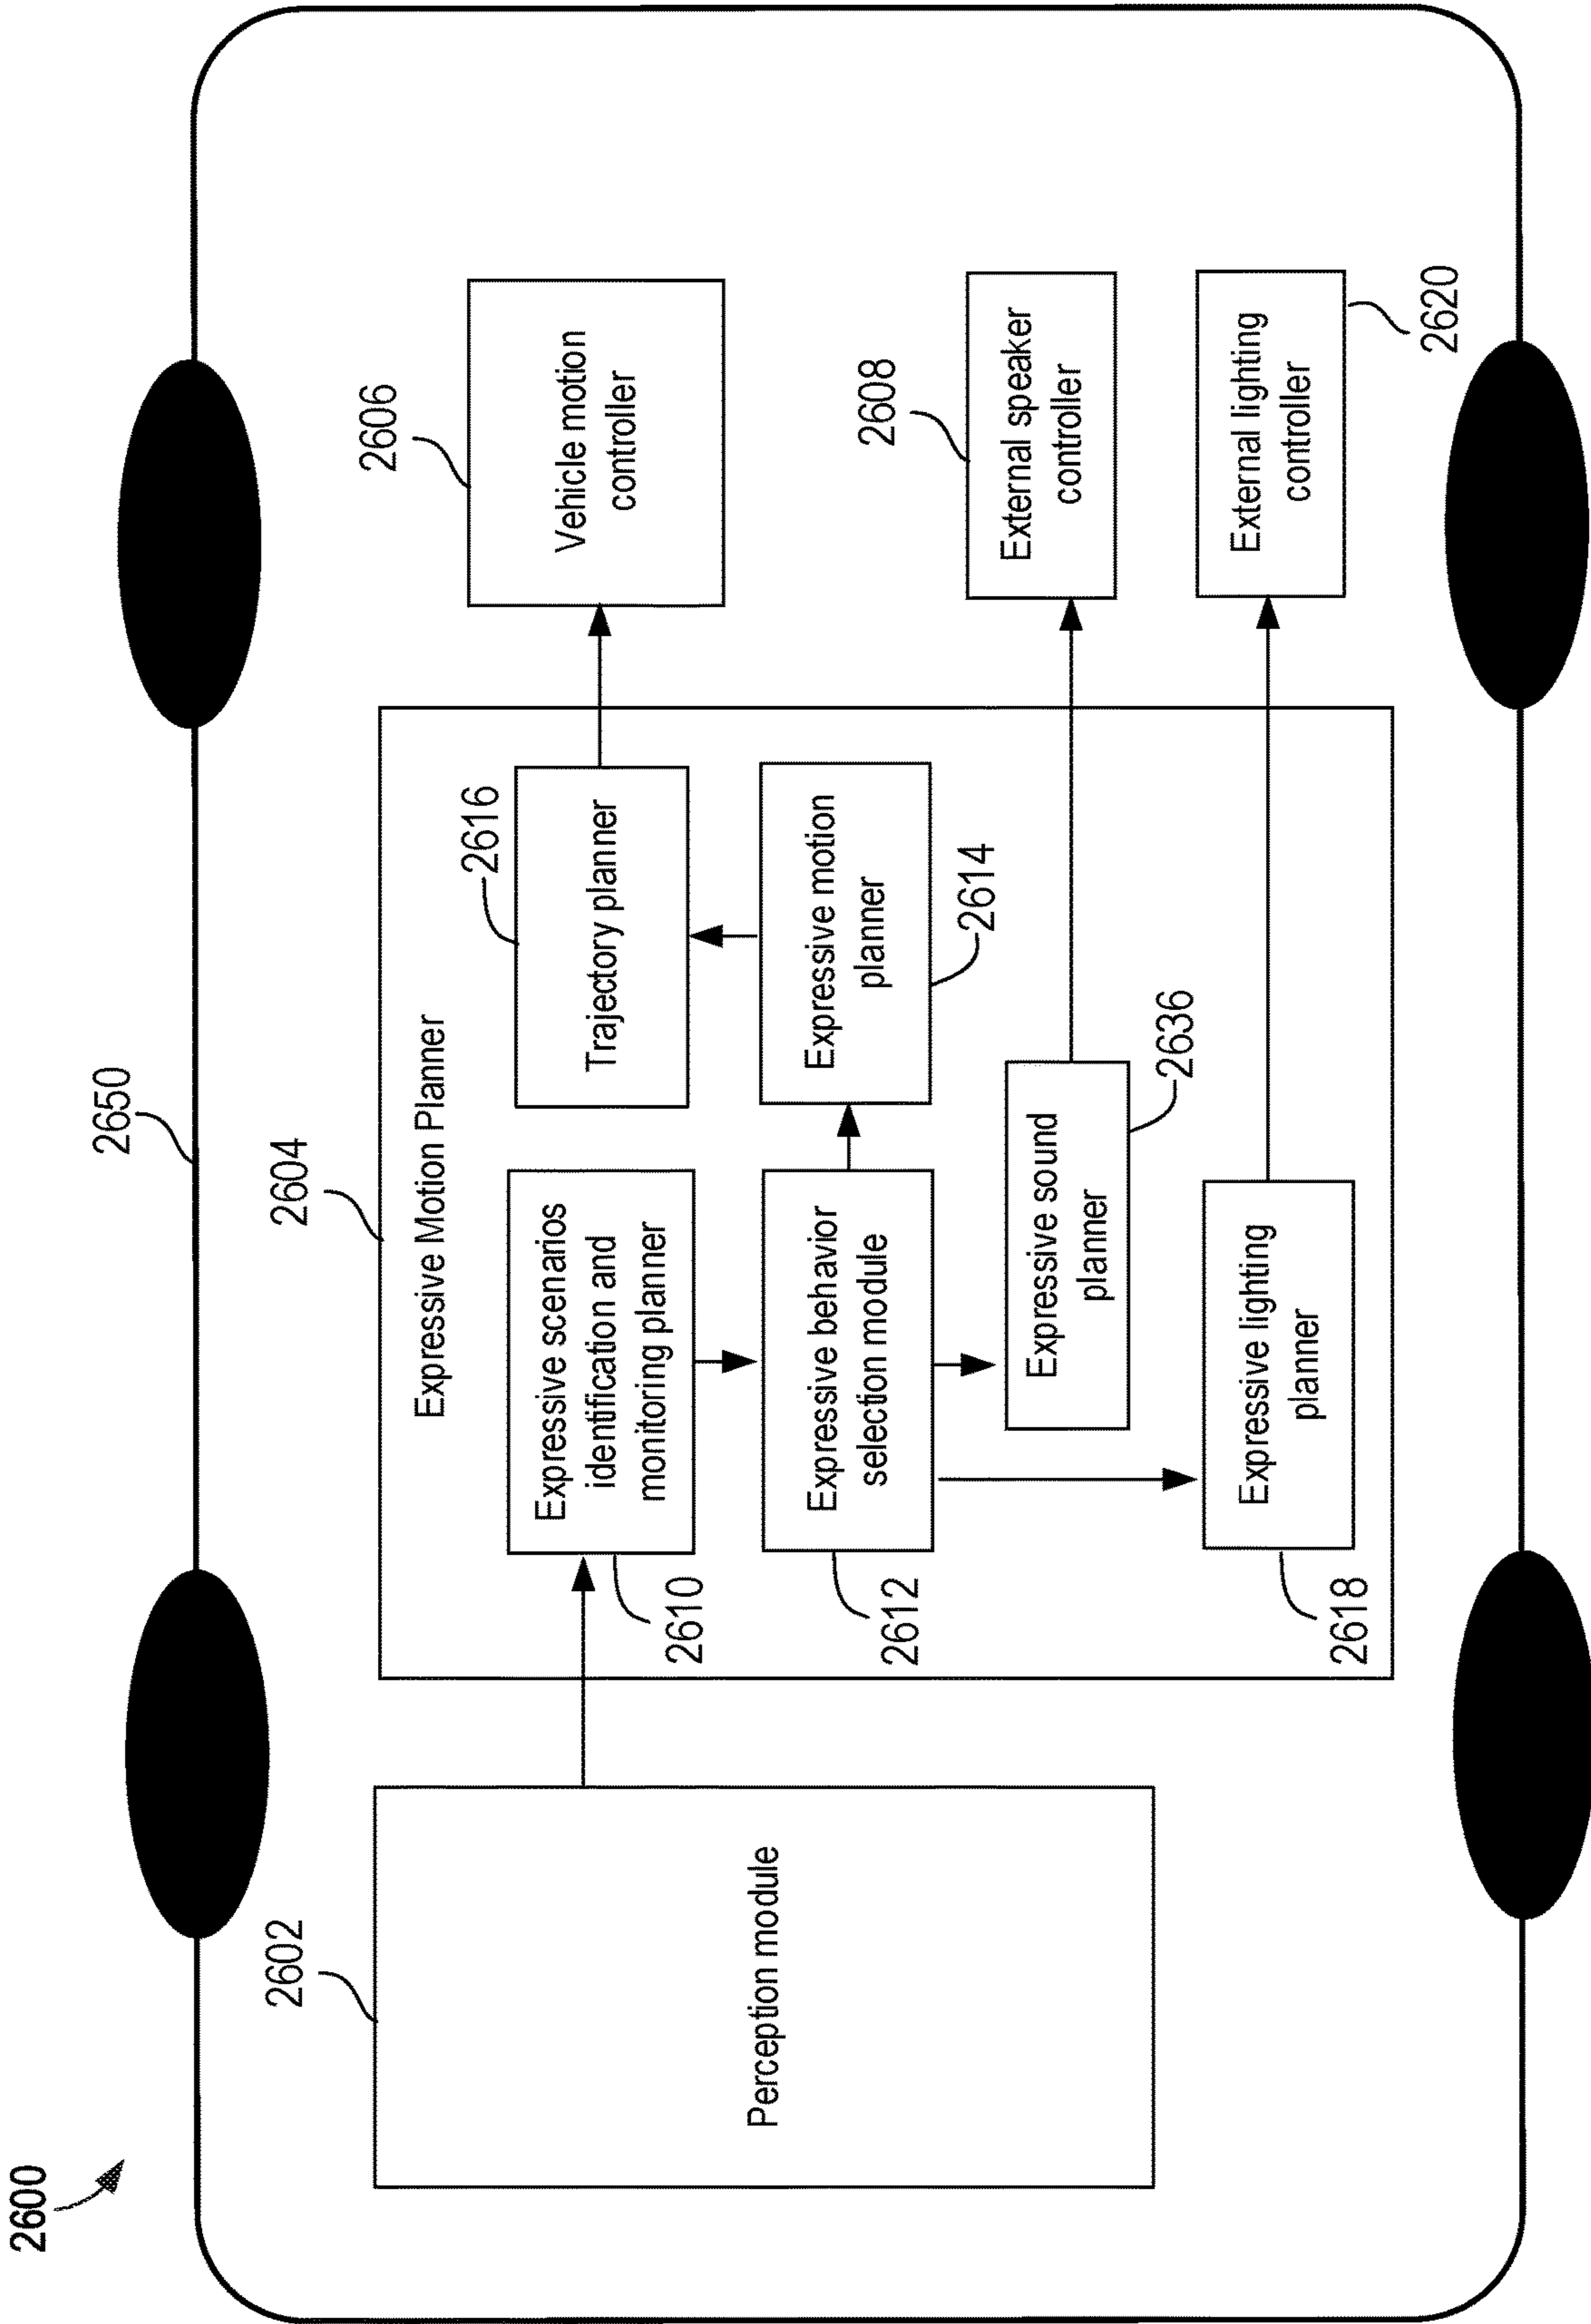 2600
2650
2602
Perception module
2604
Expressive Motion Planner
Expressive scenarios
identification and
monitoring planner
2610
Trajectory planner
2616
Vehicle motion
controller
2606
Expressive behavior
selection module
2612
Expressive motion
planner
2614
Expressive sound
planner
2636
External speaker
controller
2608
Expressive lighting
planner
2618
External lighting
controller
2620